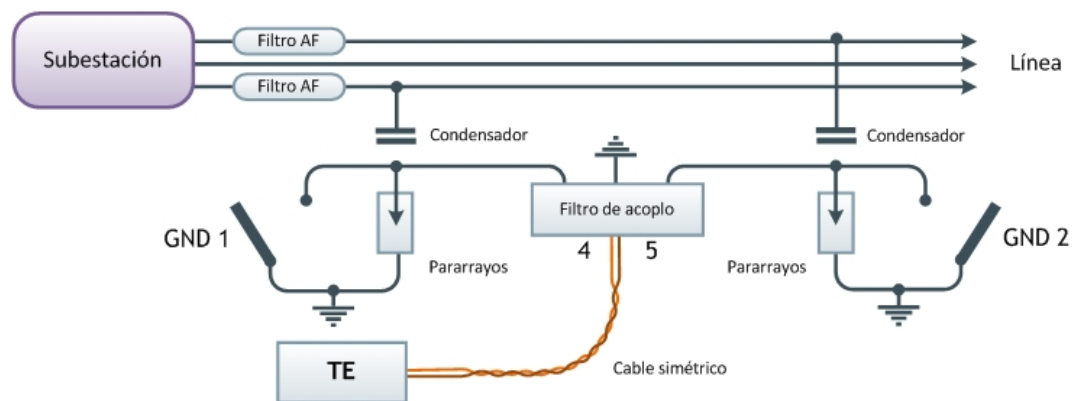 Filtro AF
Subestación
Línea
Filtro AF
Condensador
Condensador
Filtro de acoplo
GND 1
GND 2
4 5
Pararrayos
Pararrayos
TE
Cable simétrico